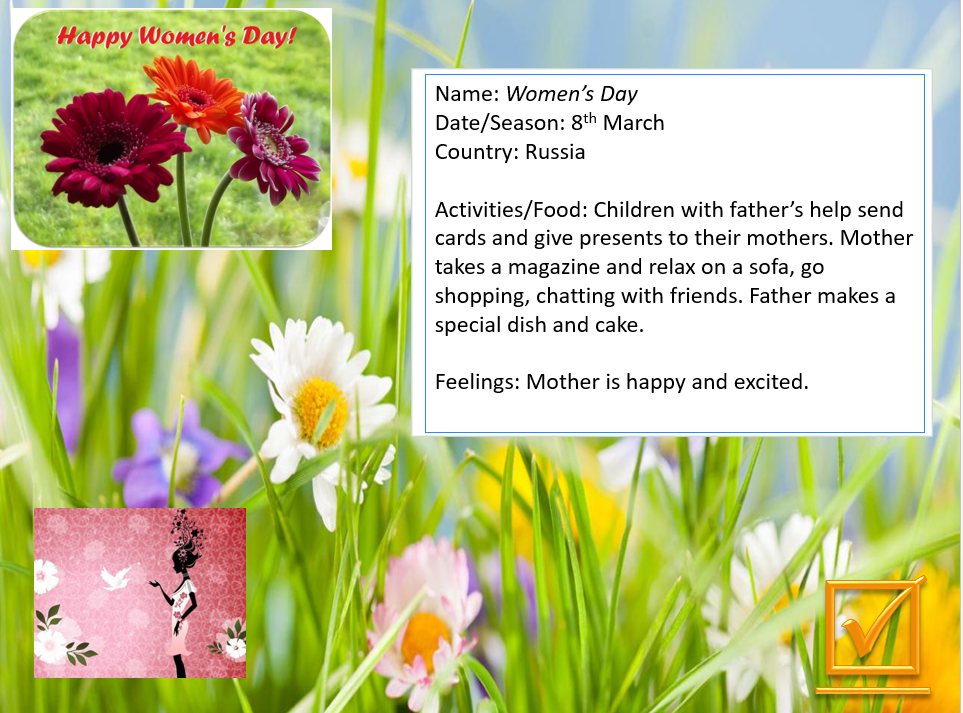 Happy Women's Day!
Name: Women’s Day
Date/Season: 8th March
Country: Russia
Activities/Food: Children with father’s help send
cards and give presents to their mothers. Mother
takes a magazine and relax on a sofa, go
shopping, chatting with friends. Father makes a
special dish and cake.
Feelings: Mother is happy and excited.